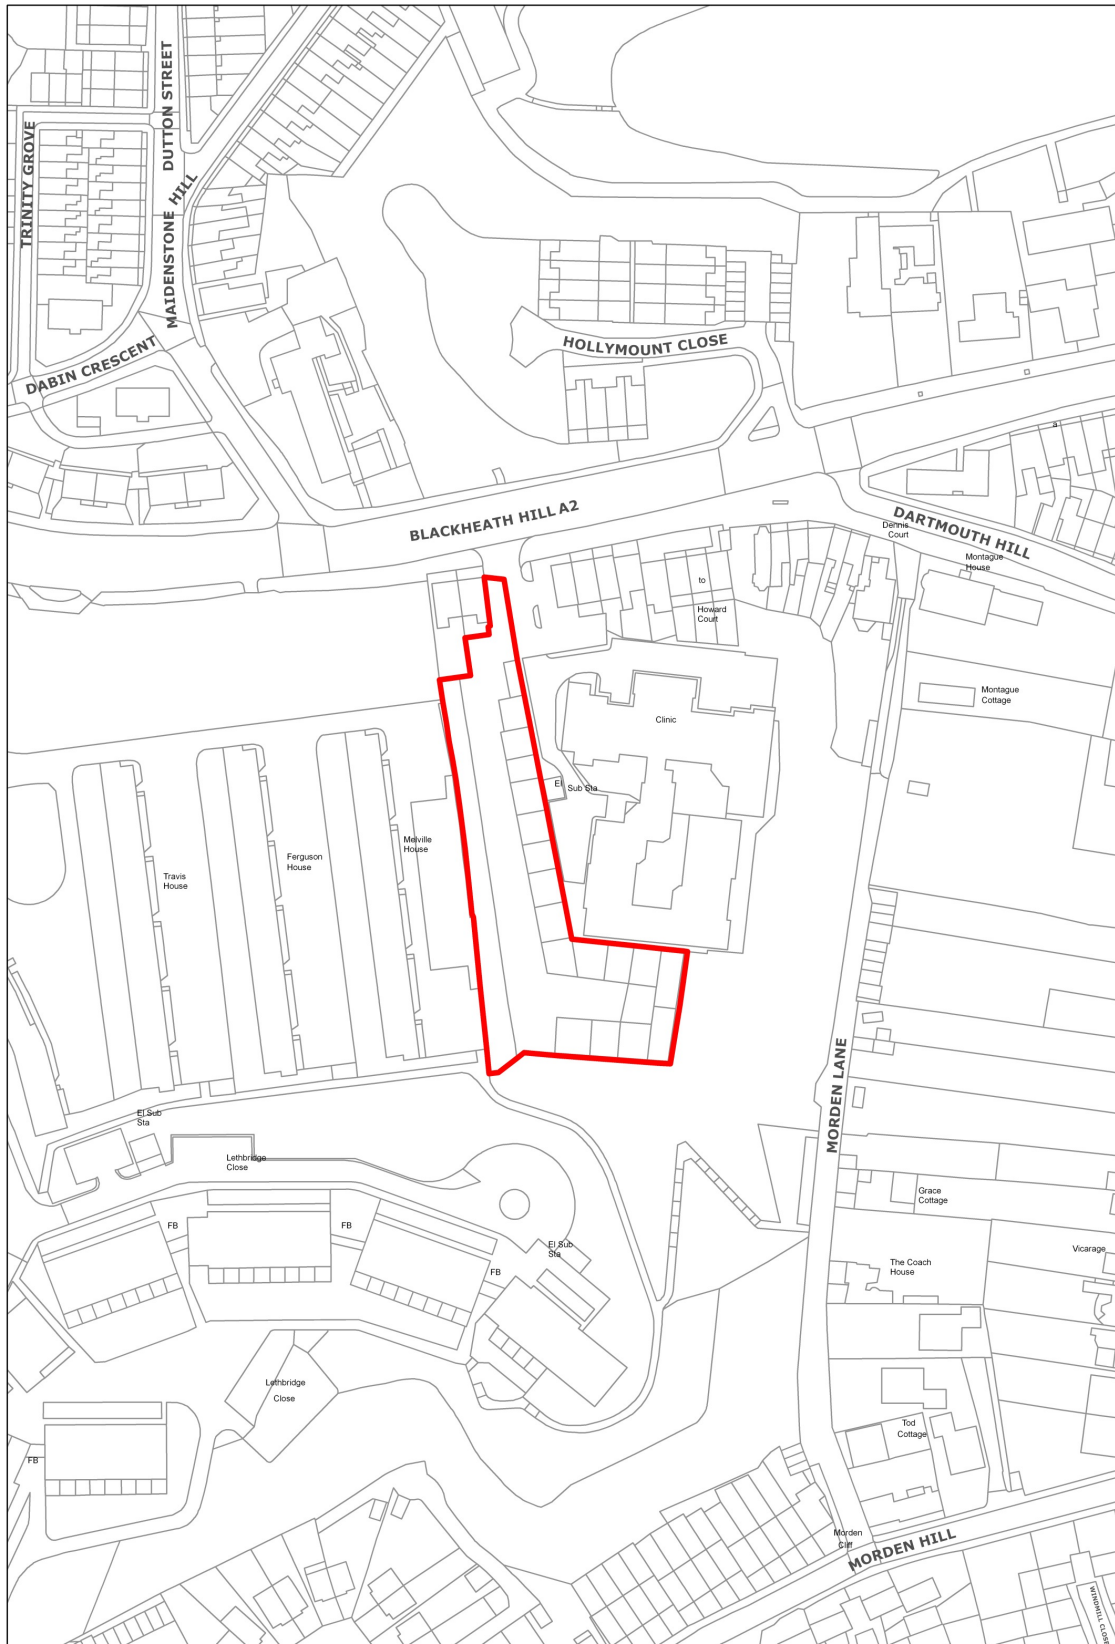 DUTTON STREET
TRINITY GROVE
MAIDENSTONE HILL
DABIN CRESCENT
HOLLYMOUNT CLOSE
BLACKHEATH HILL A2
a
DARTMOUTH HILL
Dennis
Court
Montague
House
to
Howard
Court
Montague
Cottage
Clinic
El
Sub Sta
Melville
House
Ferguson
House
Travis
House
MORDEN LANE
El Sub
Sta
Lethbridge
Close
Grace
Cottage
FB
FB
El Sub
Sta
FB
Vicarage
The Coach
House
Lethbridge
Close
Tod
Cottage
FB
Morden
Cliff
MORDEN HILL
WINDMILL CLOSE